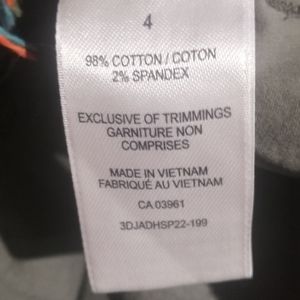 4
98% COTTON / COTON
2% SPANDEX
EXCLUSIVE OF TRIMMINGS
GARNITURE NON
COMPRISES
MADE IN VIETNAM
FABRIQUÉ AU VIETNAM
CA 03961
3DJADHSP22-199